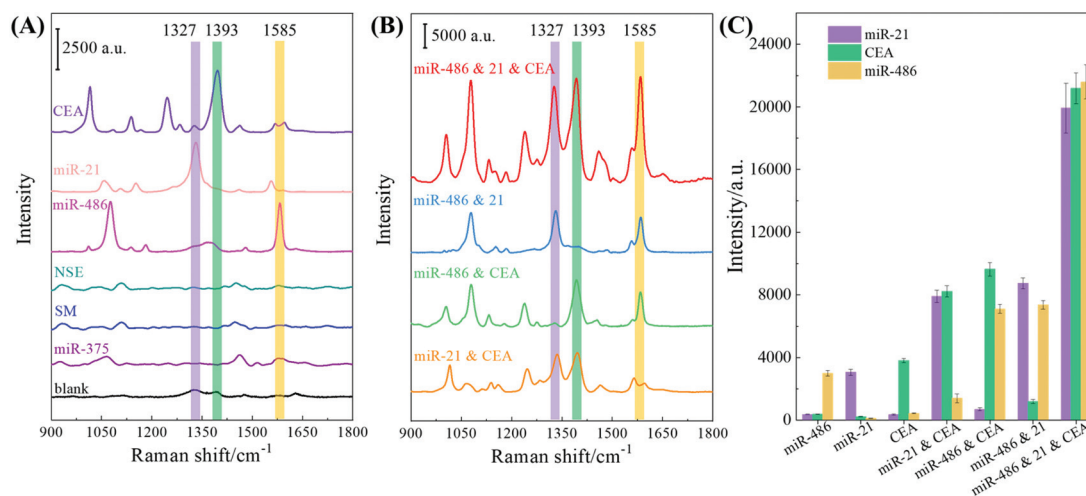 (A)
2500 a.u.
1327 1393 1585
CEA
miR-21
miR-486
NSE
SM
miR-375
blank
Intensity
900 1050 1200 1350 1500 1650 1800
Raman shift/cm⁻¹
(B)
5000 a.u.
1327 1393 1585
miR-486 & 21 & CEA
miR-486 & 21
miR-486 & CEA
miR-21 & CEA
Intensity
900 1050 1200 1350 1500 1650 1800
Raman shift/cm⁻¹
(C)
miR-21
CEA
miR-486
24000
20000
16000
12000
8000
4000
0
Intensity/a.u.
miR-486
miR-21
CEA
miR-21 & CEA
miR-486 & CEA
miR-486 & 21
miR-486 & 21 & CEA